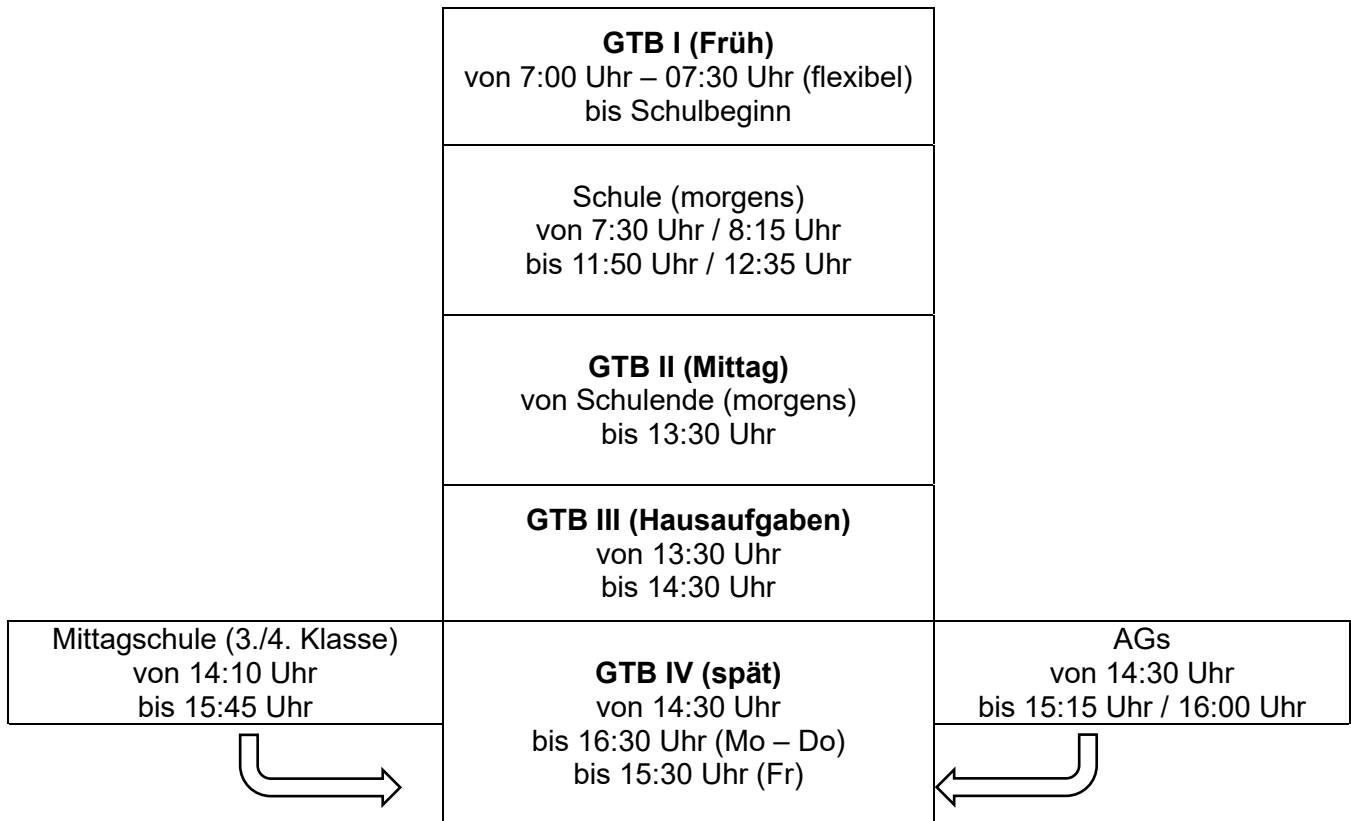 GTB I (Früh)
von 7:00 Uhr – 07:30 Uhr (flexibel)
bis Schulbeginn
Schule (morgens)
von 7:30 Uhr / 8:15 Uhr
bis 11:50 Uhr / 12:35 Uhr
GTB II (Mittag)
von Schulende (morgens)
bis 13:30 Uhr
GTB III (Hausaufgaben)
von 13:30 Uhr
bis 14:30 Uhr
Mittagschule (3./4. Klasse)
von 14:10 Uhr
bis 15:45 Uhr
GTB IV (spät)
von 14:30 Uhr
bis 16:30 Uhr (Mo – Do)
bis 15:30 Uhr (Fr)
AGs
von 14:30 Uhr
bis 15:15 Uhr / 16:00 Uhr